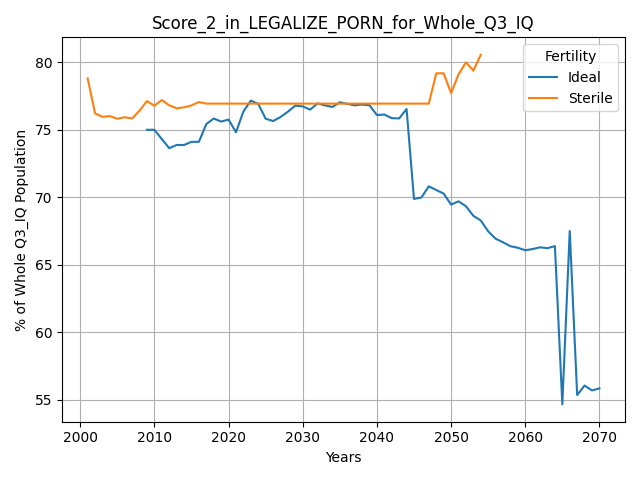 Score_2_in_LEGALIZE_PORN_for_Whole_Q3_IQ
% of Whole Q3_IQ Population
80
75
70
65
60
55
Fertility
Ideal
Sterile
2000 2010 2020 2030 2040 2050 2060 2070
Years